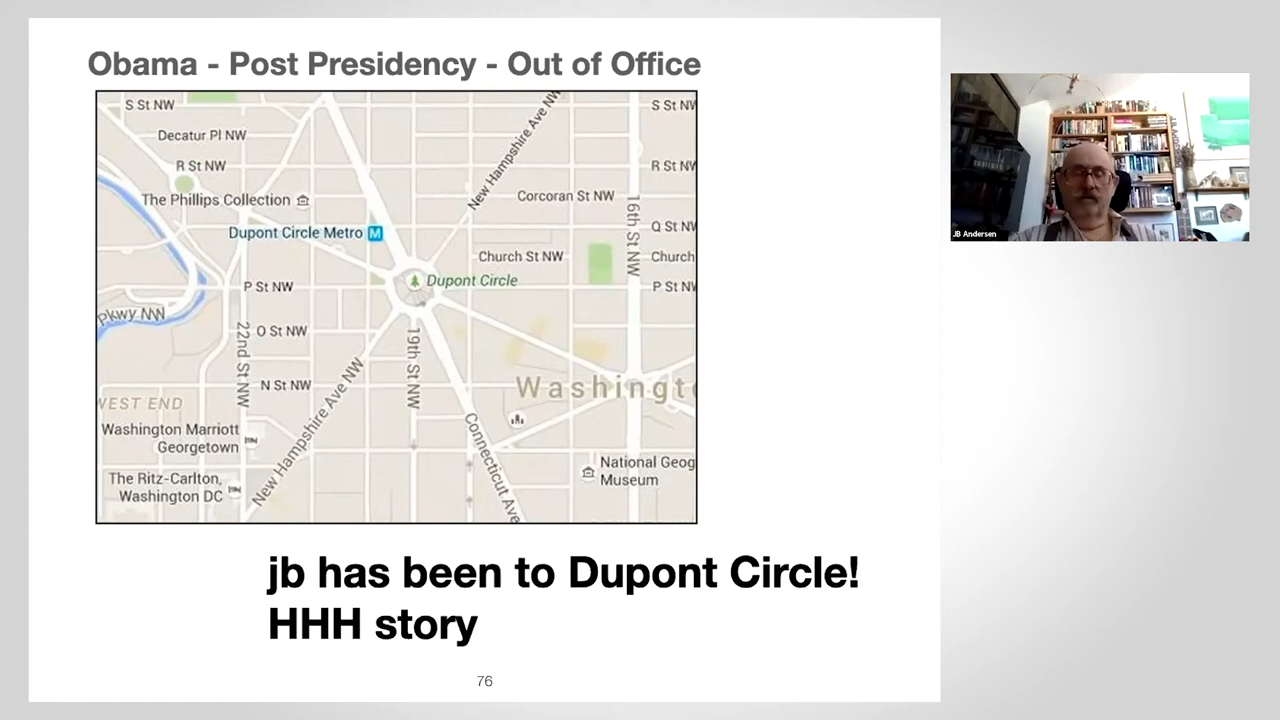 Obama - Post Presidency - Out of Office
S St NW
S St NW
Decatur Pl NW
New Hampshire Ave NW
R St NW
R St NW
The Phillips Collection
Corcoran St NW
16th St NW
Dupont Circle Metro M
Q St NW
Church St NW
Church
Dupont Circle
P St NW
P St NW
Pkwy NW
22nd St NW
O St NW
19th St NW
N St NW
Washingto
WEST END
New Hampshire Ave NW
Connecticut Ave
Washington Marriott
Georgetown
National Geog
Museum
The Ritz-Carlton,
Washington DC
jb has been to Dupont Circle!
HHH story
76
JB Andersen